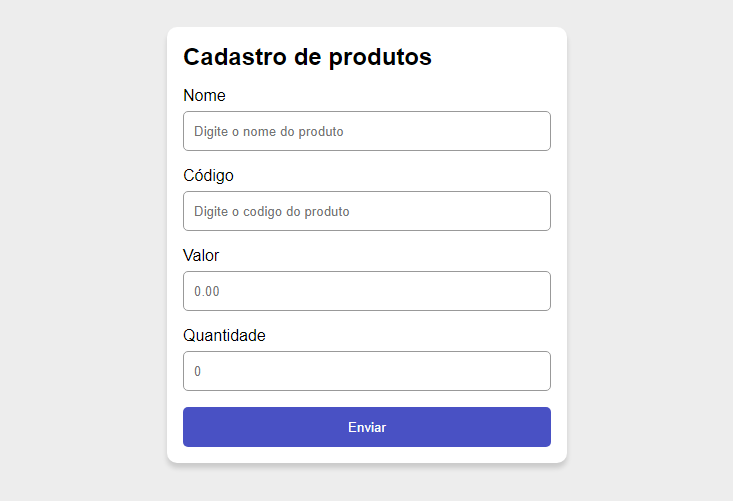 Cadastro de produtos
Nome
Digite o nome do produto
Código
Digite o codigo do produto
Valor
0.00
Quantidade
0
Enviar